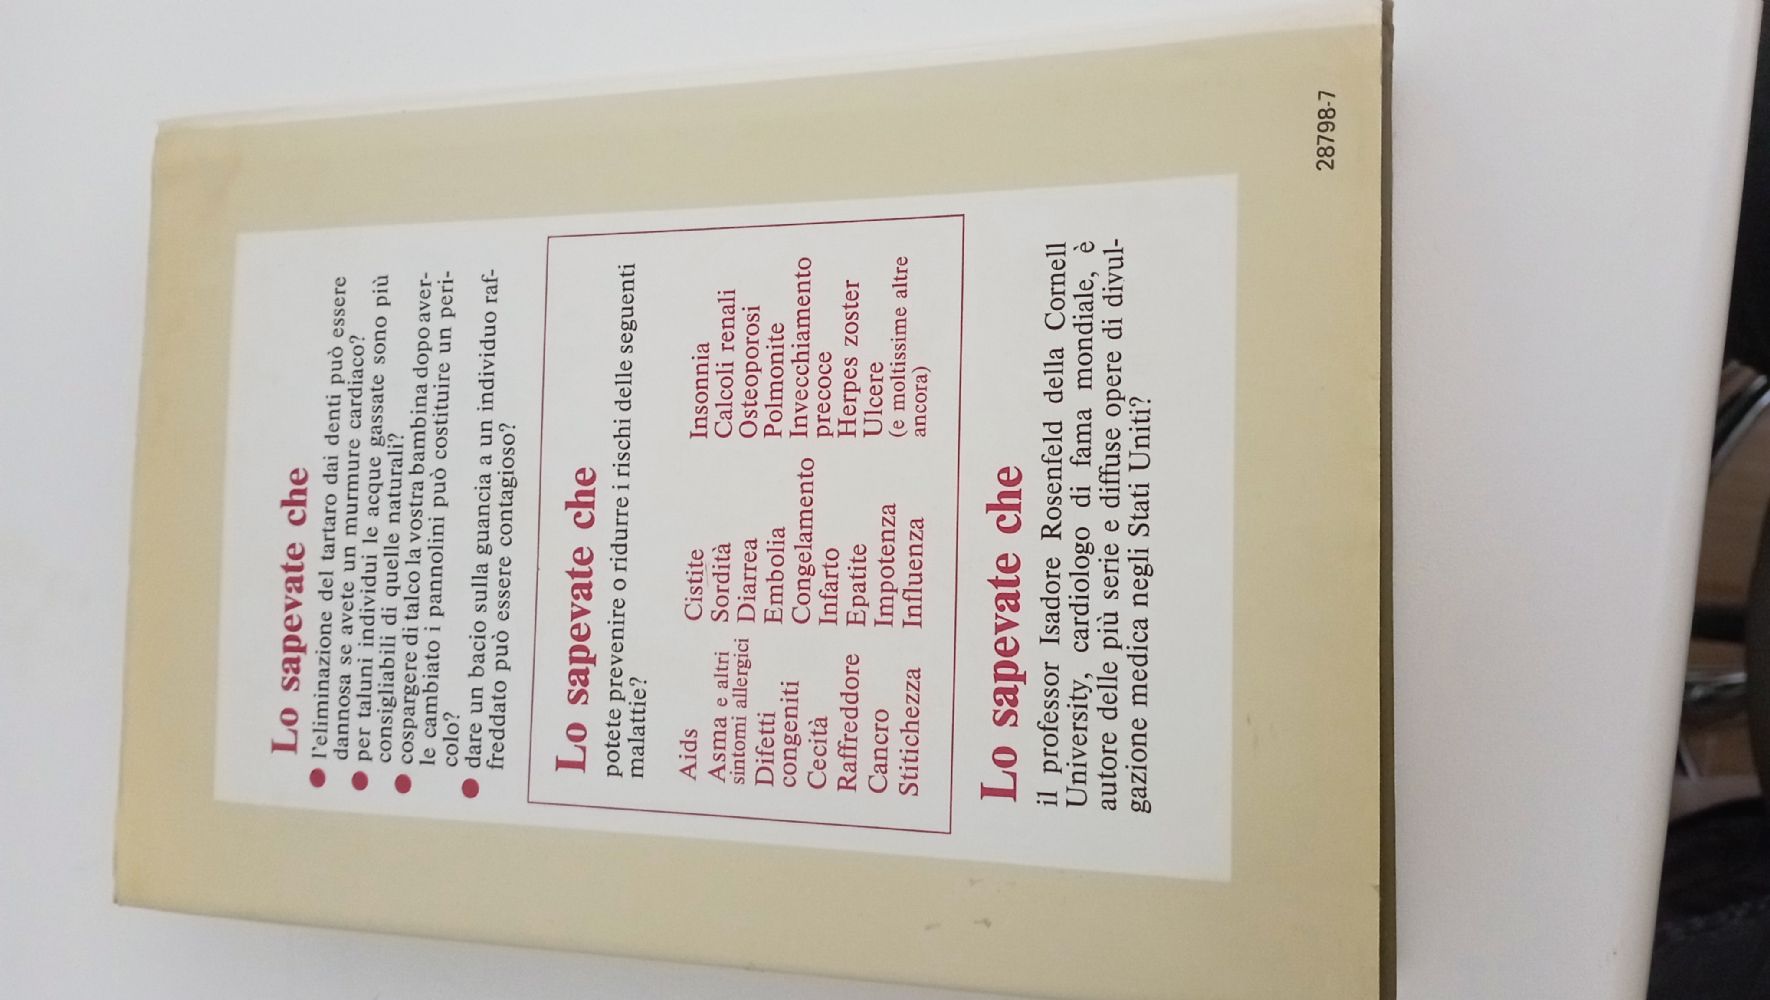 Lo sapevate che
● l'eliminazione del tartaro dai denti può essere
dannosa se avete un murmure cardiaco?
● per taluni individui le acque gassate sono più
consigliabili di quelle naturali?
● cospargere di talco la vostra bambina dopo aver-
le cambiato i pannolini può costituire un peri-
colo?
● dare un bacio sulla guancia a un individuo raf-
freddato può essere contagioso?
Lo sapevate che
potete prevenire o ridurre i rischi delle seguenti
malattie?
Aids
Asma e altri
sintomi allergici
Difetti
congeniti
Cecità
Raffreddore
Cancro
Stitichezza
Cistite
Sordità
Diarrea
Embolia
Congelamento
Infarto
Epatite
Impotenza
Influenza
Insonnia
Calcoli renali
Osteoporosi
Polmonite
Invecchiamento
precoce
Herpes zoster
Ulcere
(e moltissime altre
ancora)
Lo sapevate che
il professor Isadore Rosenfeld della Cornell
University, cardiologo di fama mondiale, è
autore delle più serie e diffuse opere di divul-
gazione medica negli Stati Uniti?
28798-7